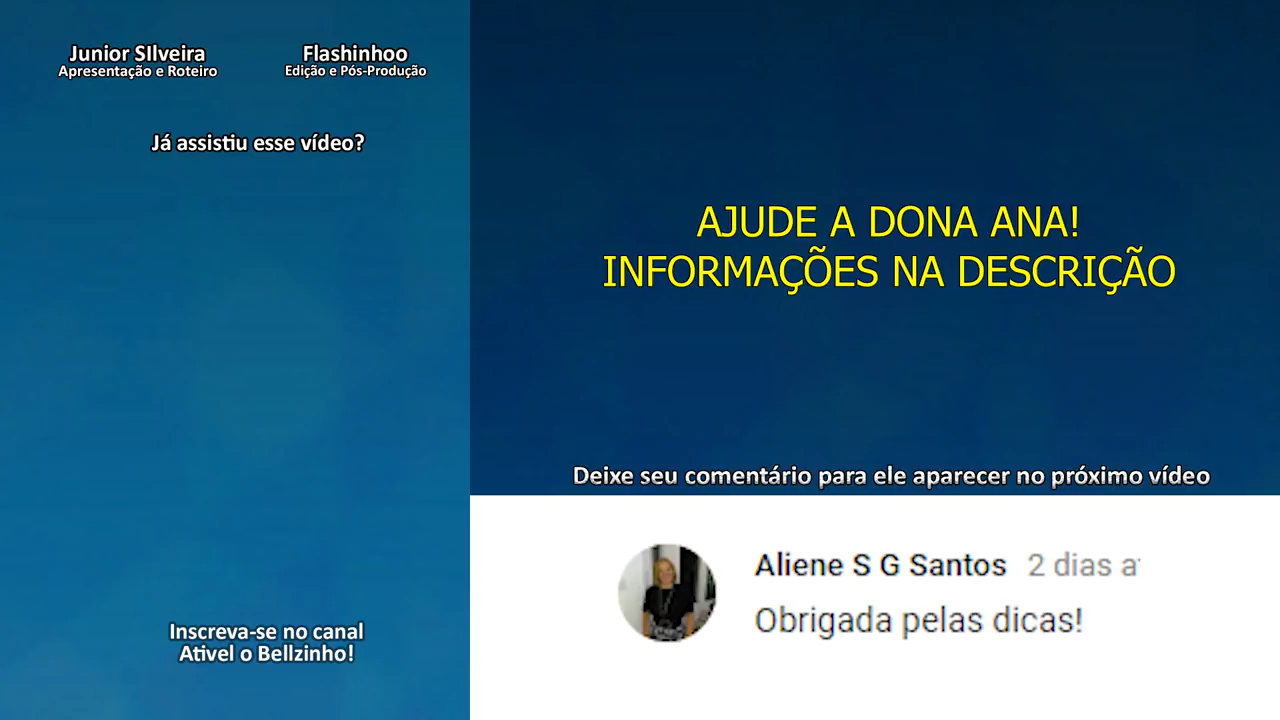 Junior SIlveira
Apresentação e Roteiro
Flashinhoo
Edição e Pós-Produção
Já assistiu esse vídeo?
AJUDE A DONA ANA!
INFORMAÇÕES NA DESCRIÇÃO
Deixe seu comentário para ele aparecer no próximo vídeo
Aliene S G Santos 2 dias a
Obrigada pelas dicas!
Inscreva-se no canal
Ativel o Bellzinho!